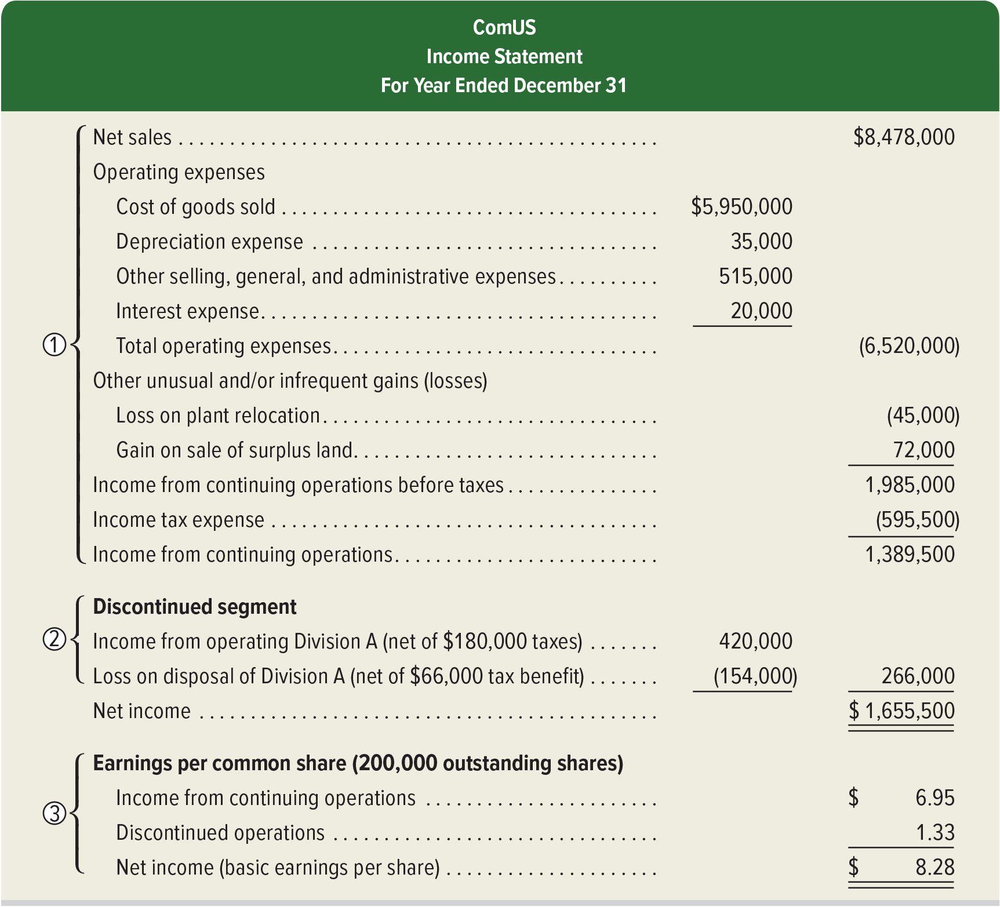 ComUS
Income Statement
For Year Ended December 31
Net sales . . . . . . . . . . . . . . . . . . . . . . . . . . . . . . . . . . . . . . . . . . . . . . . $8,478,000
Operating expenses
Cost of goods sold . . . . . . . . . . . . . . . . . . . . . . . . . . . . . . . . . . . . . $5,950,000
Depreciation expense . . . . . . . . . . . . . . . . . . . . . . . . . . . . . . . . . . 35,000
Other selling, general, and administrative expenses. . . . . . . . . . 515,000
Interest expense. . . . . . . . . . . . . . . . . . . . . . . . . . . . . . . . . . . . . . . 20,000
① Total operating expenses. . . . . . . . . . . . . . . . . . . . . . . . . . . . . . . . (6,520,000)
Other unusual and/or infrequent gains (losses)
Loss on plant relocation. . . . . . . . . . . . . . . . . . . . . . . . . . . . . . . . . (45,000)
Gain on sale of surplus land. . . . . . . . . . . . . . . . . . . . . . . . . . . . . . 72,000
Income from continuing operations before taxes . . . . . . . . . . . . . . . 1,985,000
Income tax expense . . . . . . . . . . . . . . . . . . . . . . . . . . . . . . . . . . . . . . (595,500)
Income from continuing operations. . . . . . . . . . . . . . . . . . . . . . . . . . 1,389,500
Discontinued segment
② Income from operating Division A (net of $180,000 taxes) . . . . . . . 420,000
Loss on disposal of Division A (net of $66,000 tax benefit) . . . . . . . (154,000) 266,000
Net income . . . . . . . . . . . . . . . . . . . . . . . . . . . . . . . . . . . . . . . . . . . . . $ 1,655,500
Earnings per common share (200,000 outstanding shares)
Income from continuing operations . . . . . . . . . . . . . . . . . . . . . . . $ 6.95
③ Discontinued operations . . . . . . . . . . . . . . . . . . . . . . . . . . . . . . . . 1.33
Net income (basic earnings per share) . . . . . . . . . . . . . . . . . . . . . $ 8.28